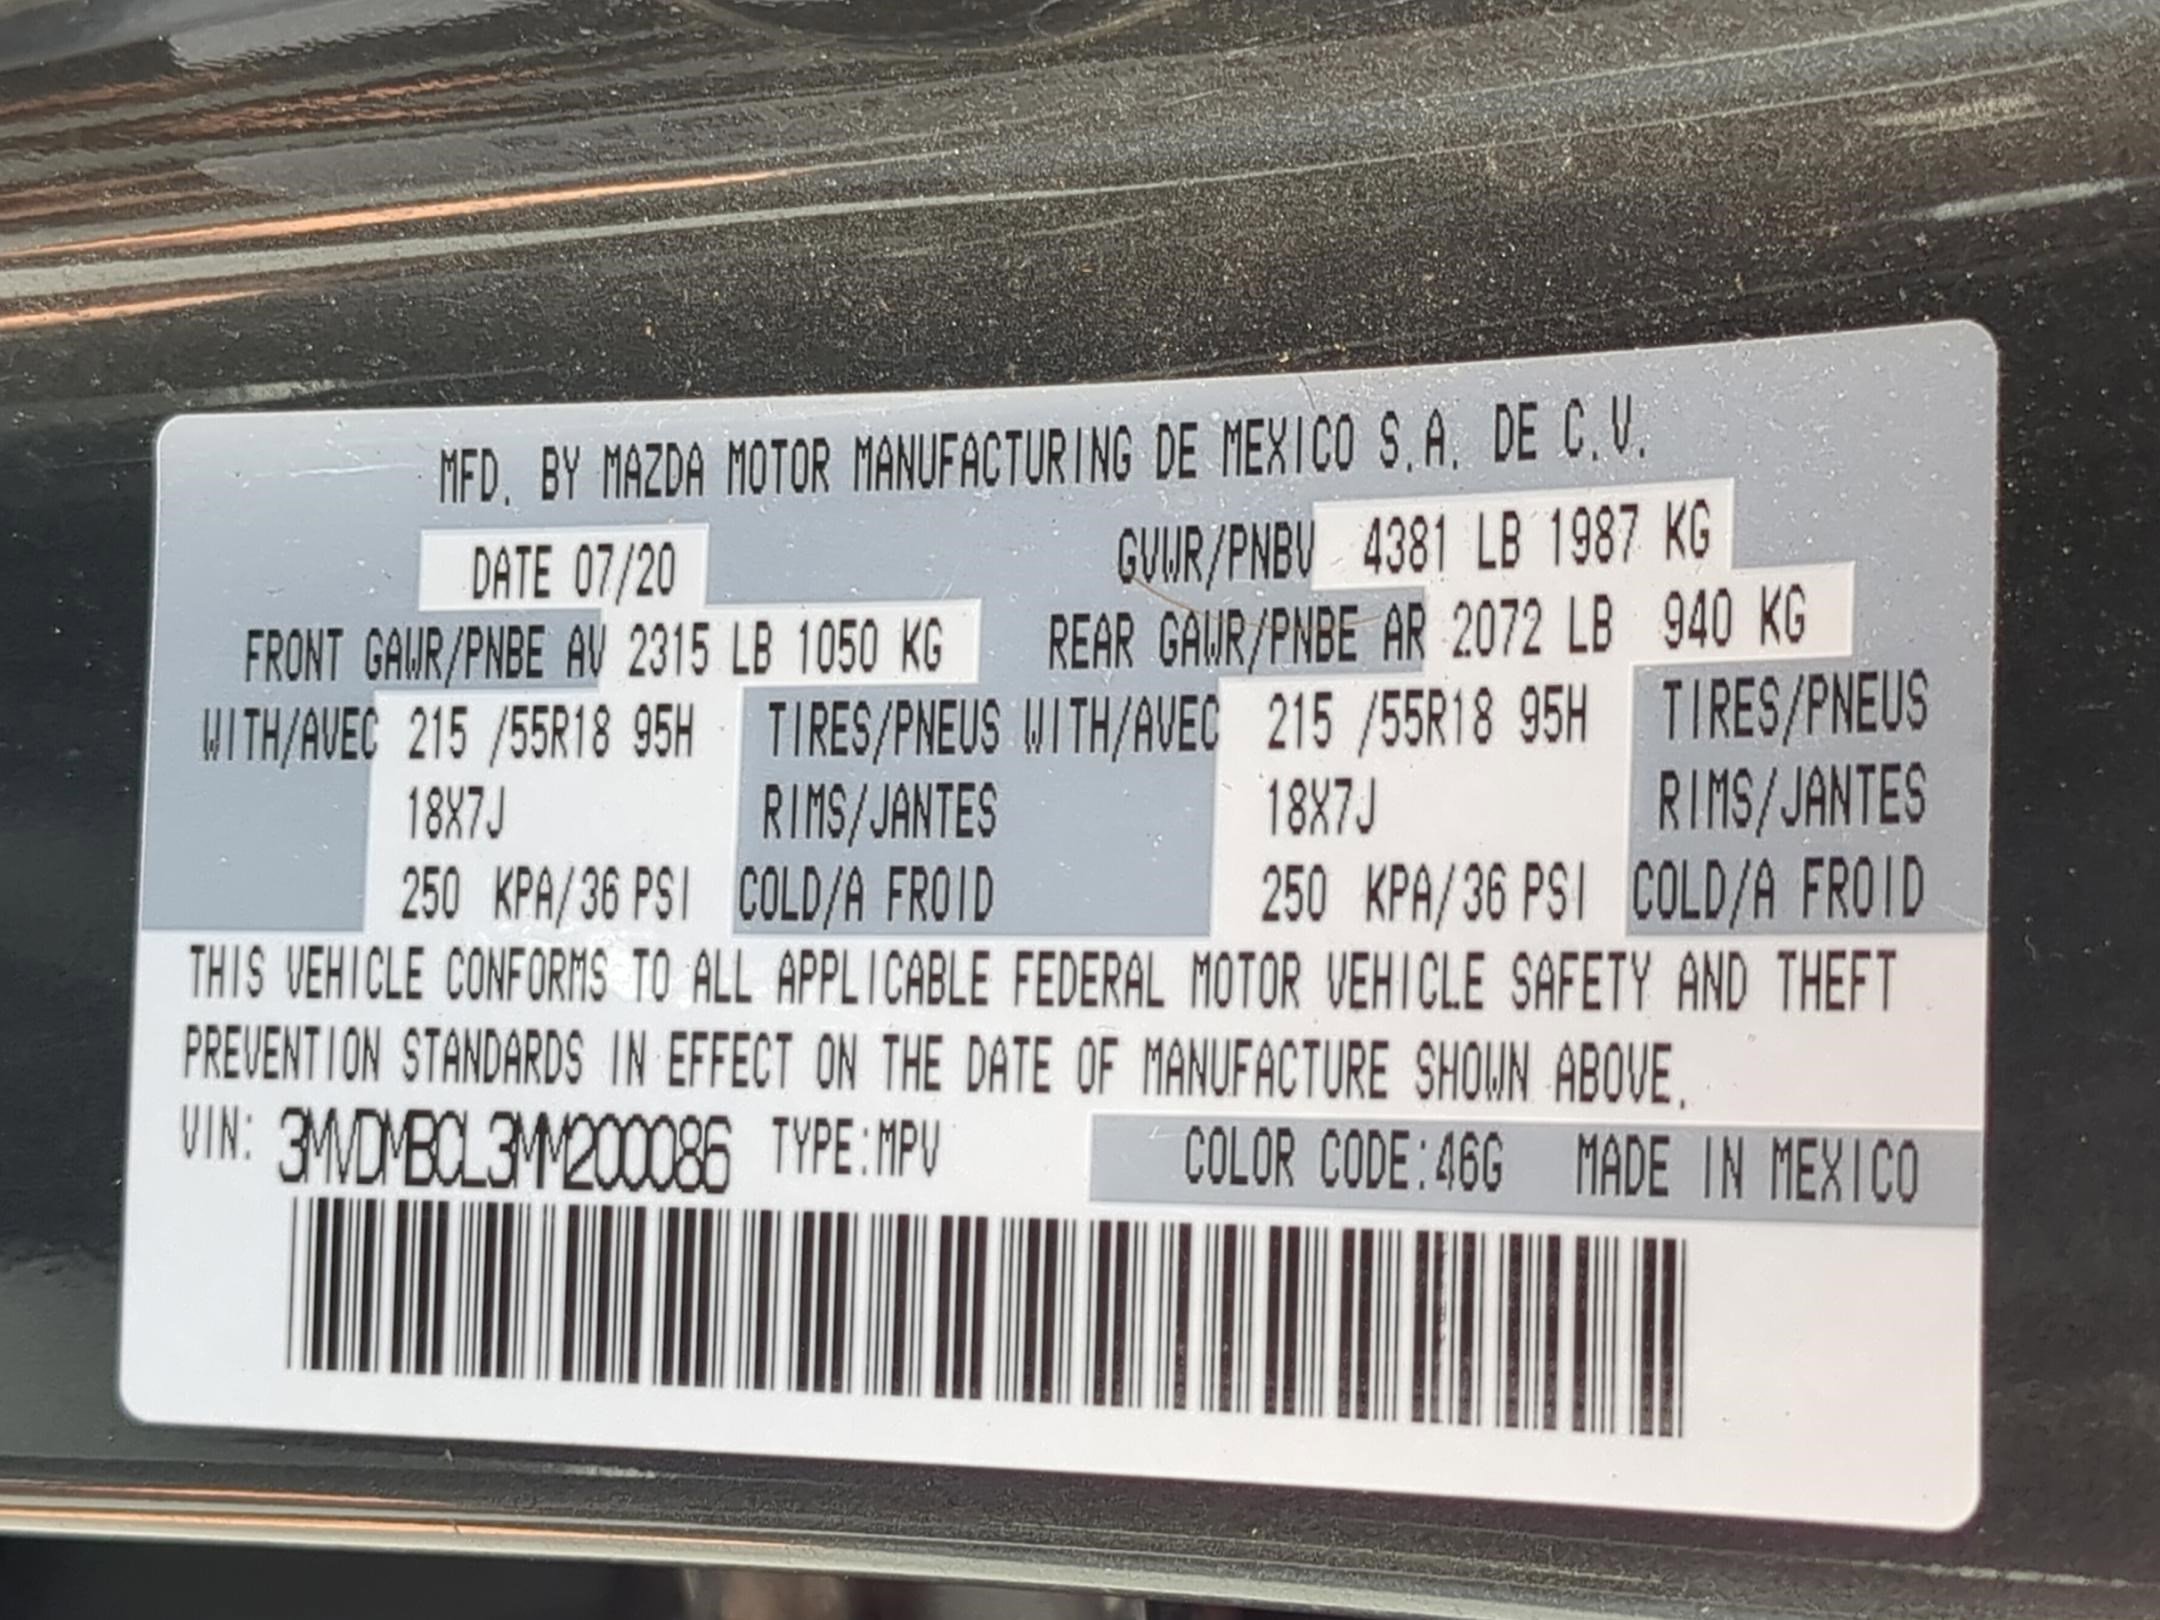 MFD. BY MAZDA MOTOR MANUFACTURING DE MEXICO S.A. DE C.V.
DATE 07/20 GVWR/PNBV 4381 LB 1987 KG
FRONT GAWR/PNBE AV 2315 LB 1050 KG REAR GAWR/PNBE AR 2072 LB 940 KG
WITH/AVEC 215 /55R18 95H TIRES/PNEUS WITH/AVEC 215 /55R18 95H TIRES/PNEUS
18X7J RIMS/JANTES 18X7J RIMS/JANTES
250 KPA/36 PSI COLD/A FROID 250 KPA/36 PSI COLD/A FROID
THIS VEHICLE CONFORMS TO ALL APPLICABLE FEDERAL MOTOR VEHICLE SAFETY AND THEFT
PREVENTION STANDARDS IN EFFECT ON THE DATE OF MANUFACTURE SHOWN ABOVE.
VIN: 3MVDMBCL3MM200086 TYPE:MPV COLOR CODE:46G MADE IN MEXICO